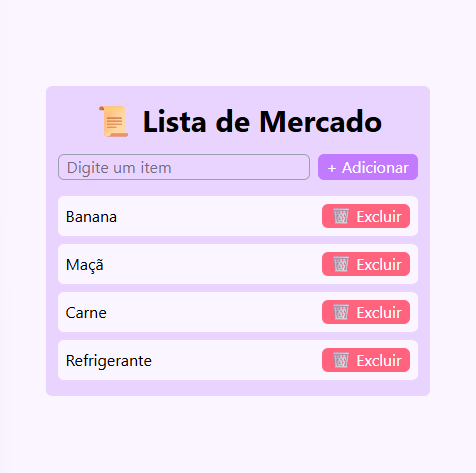 📜 Lista de Mercado
Digite um item + Adicionar
Banana 🗑️ Excluir
Maçã 🗑️ Excluir
Carne 🗑️ Excluir
Refrigerante 🗑️ Excluir